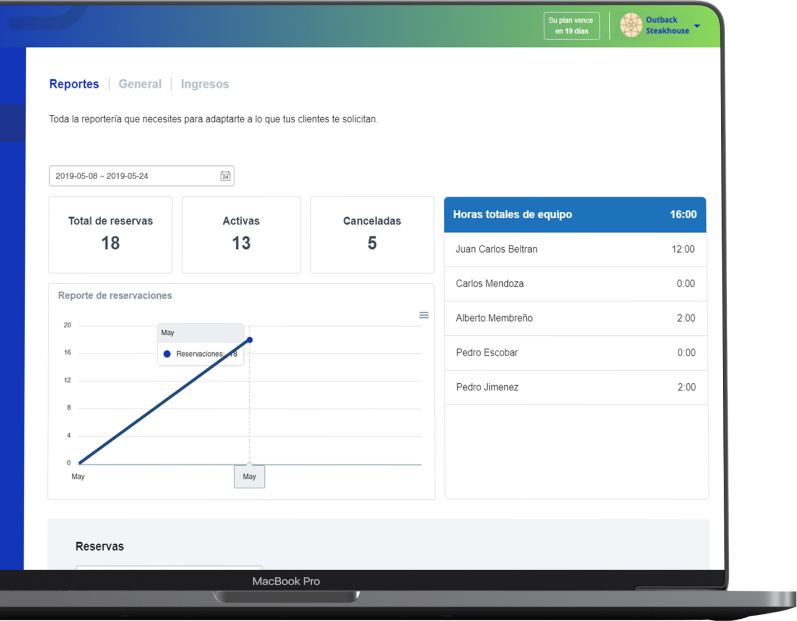 Su plan vence
en 19 días
Outback
Steakhouse
Reportes | General | Ingresos
Toda la reportería que necesites para adaptarte a lo que tus clientes te solicitan.
2019-05-08 ~ 2019-05-24
Total de reservas
18
Activas
13
Canceladas
5
Horas totales de equipo 16:00
Juan Carlos Beltran 12:00
Carlos Mendoza 0:00
Alberto Membreño 2:00
Pedro Escobar 0:00
Pedro Jimenez 2:00
Reporte de reservaciones
20
May
16
Reservaciones: 18
12
8
4
0
May
May
Reservas
MacBook Pro